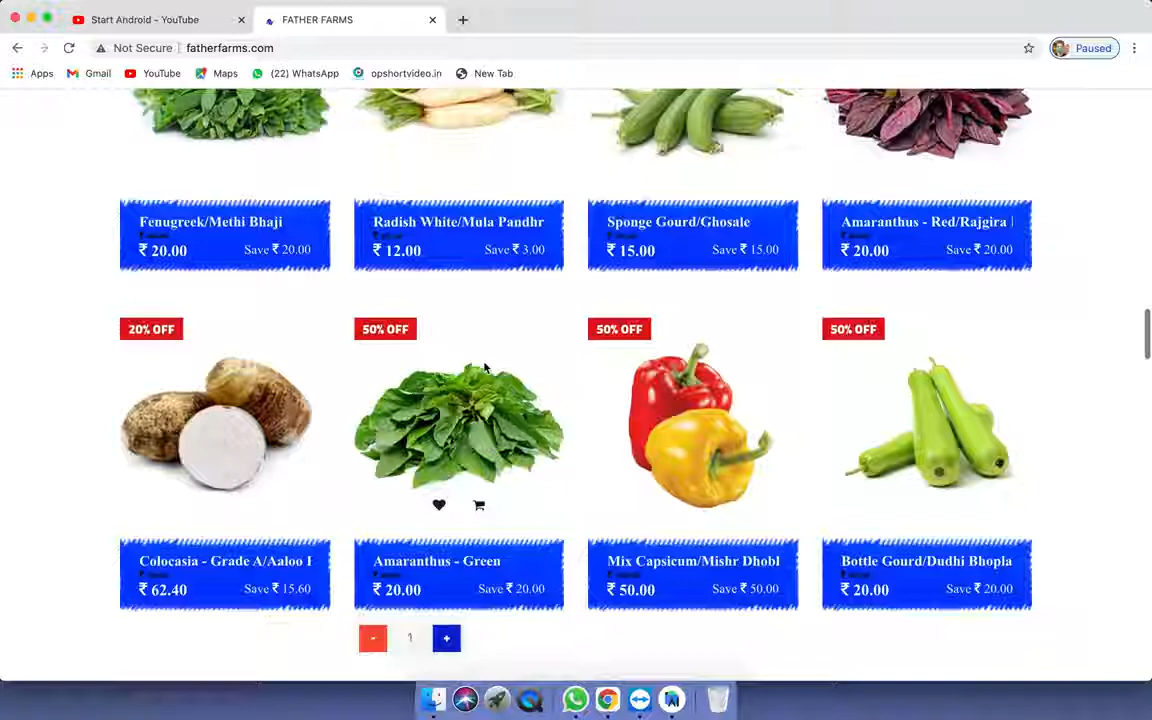 Start Android - YouTube
FATHER FARMS
Not Secure fatherfarms.com
Paused
Apps Gmail YouTube Maps (22) WhatsApp opshortvideo.in New Tab
Fenugreek/Methi Bhaji
₹ 20.00 Save ₹ 20.00
Radish White/Mula Pandhr
₹ 12.00 Save ₹ 3.00
Sponge Gourd/Ghosale
₹ 15.00 Save ₹ 15.00
Amaranthus - Red/Rajgira
₹ 20.00 Save ₹ 20.00
20% OFF
50% OFF
50% OFF
50% OFF
Colocasia - Grade A/Aaloo
₹ 62.40 Save ₹ 15.60
Amaranthus - Green
₹ 20.00 Save ₹ 20.00
Mix Capsicum/Mishr Dhobl
₹ 50.00 Save ₹ 50.00
Bottle Gourd/Dudhi Bhopla
₹ 20.00 Save ₹ 20.00
- 1 +